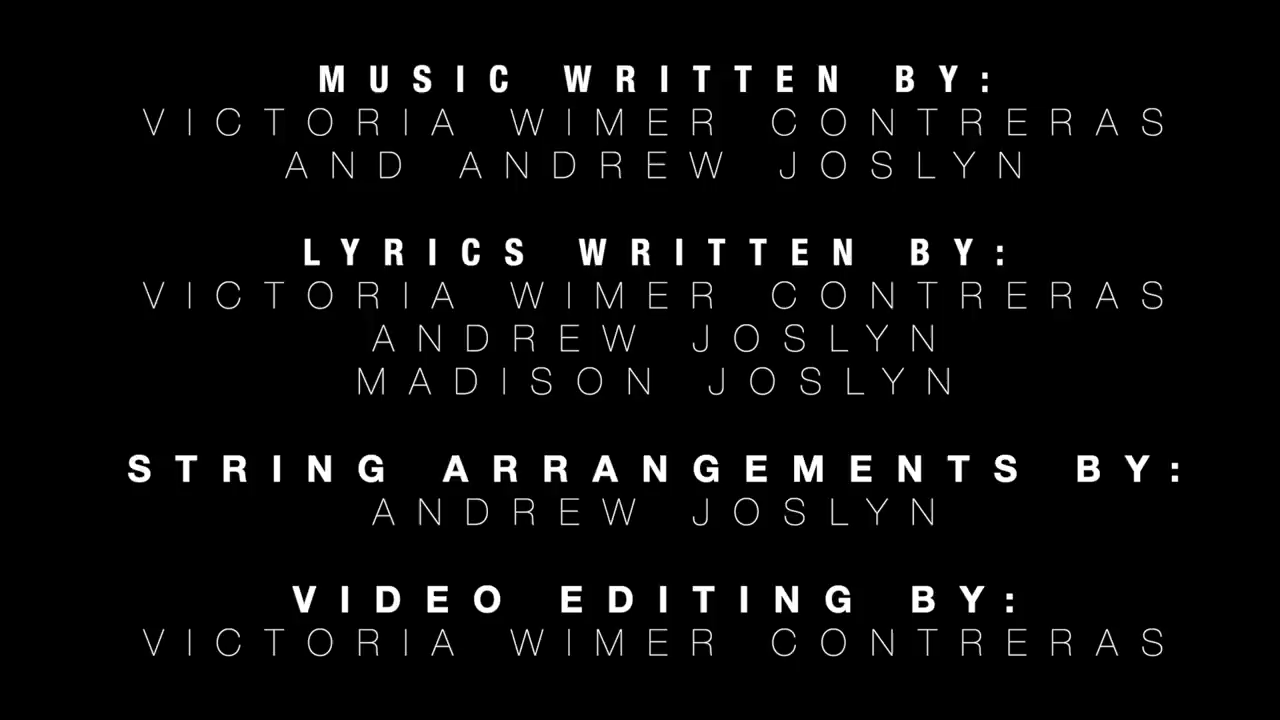 MUSIC WRITTEN BY:
VICTORIA WIMER CONTRERAS
AND ANDREW JOSLYN
LYRICS WRITTEN BY:
VICTORIA WIMER CONTRERAS
ANDREW JOSLYN
MADISON JOSLYN
STRING ARRANGEMENTS BY:
ANDREW JOSLYN
VIDEO EDITING BY:
VICTORIA WIMER CONTRERAS